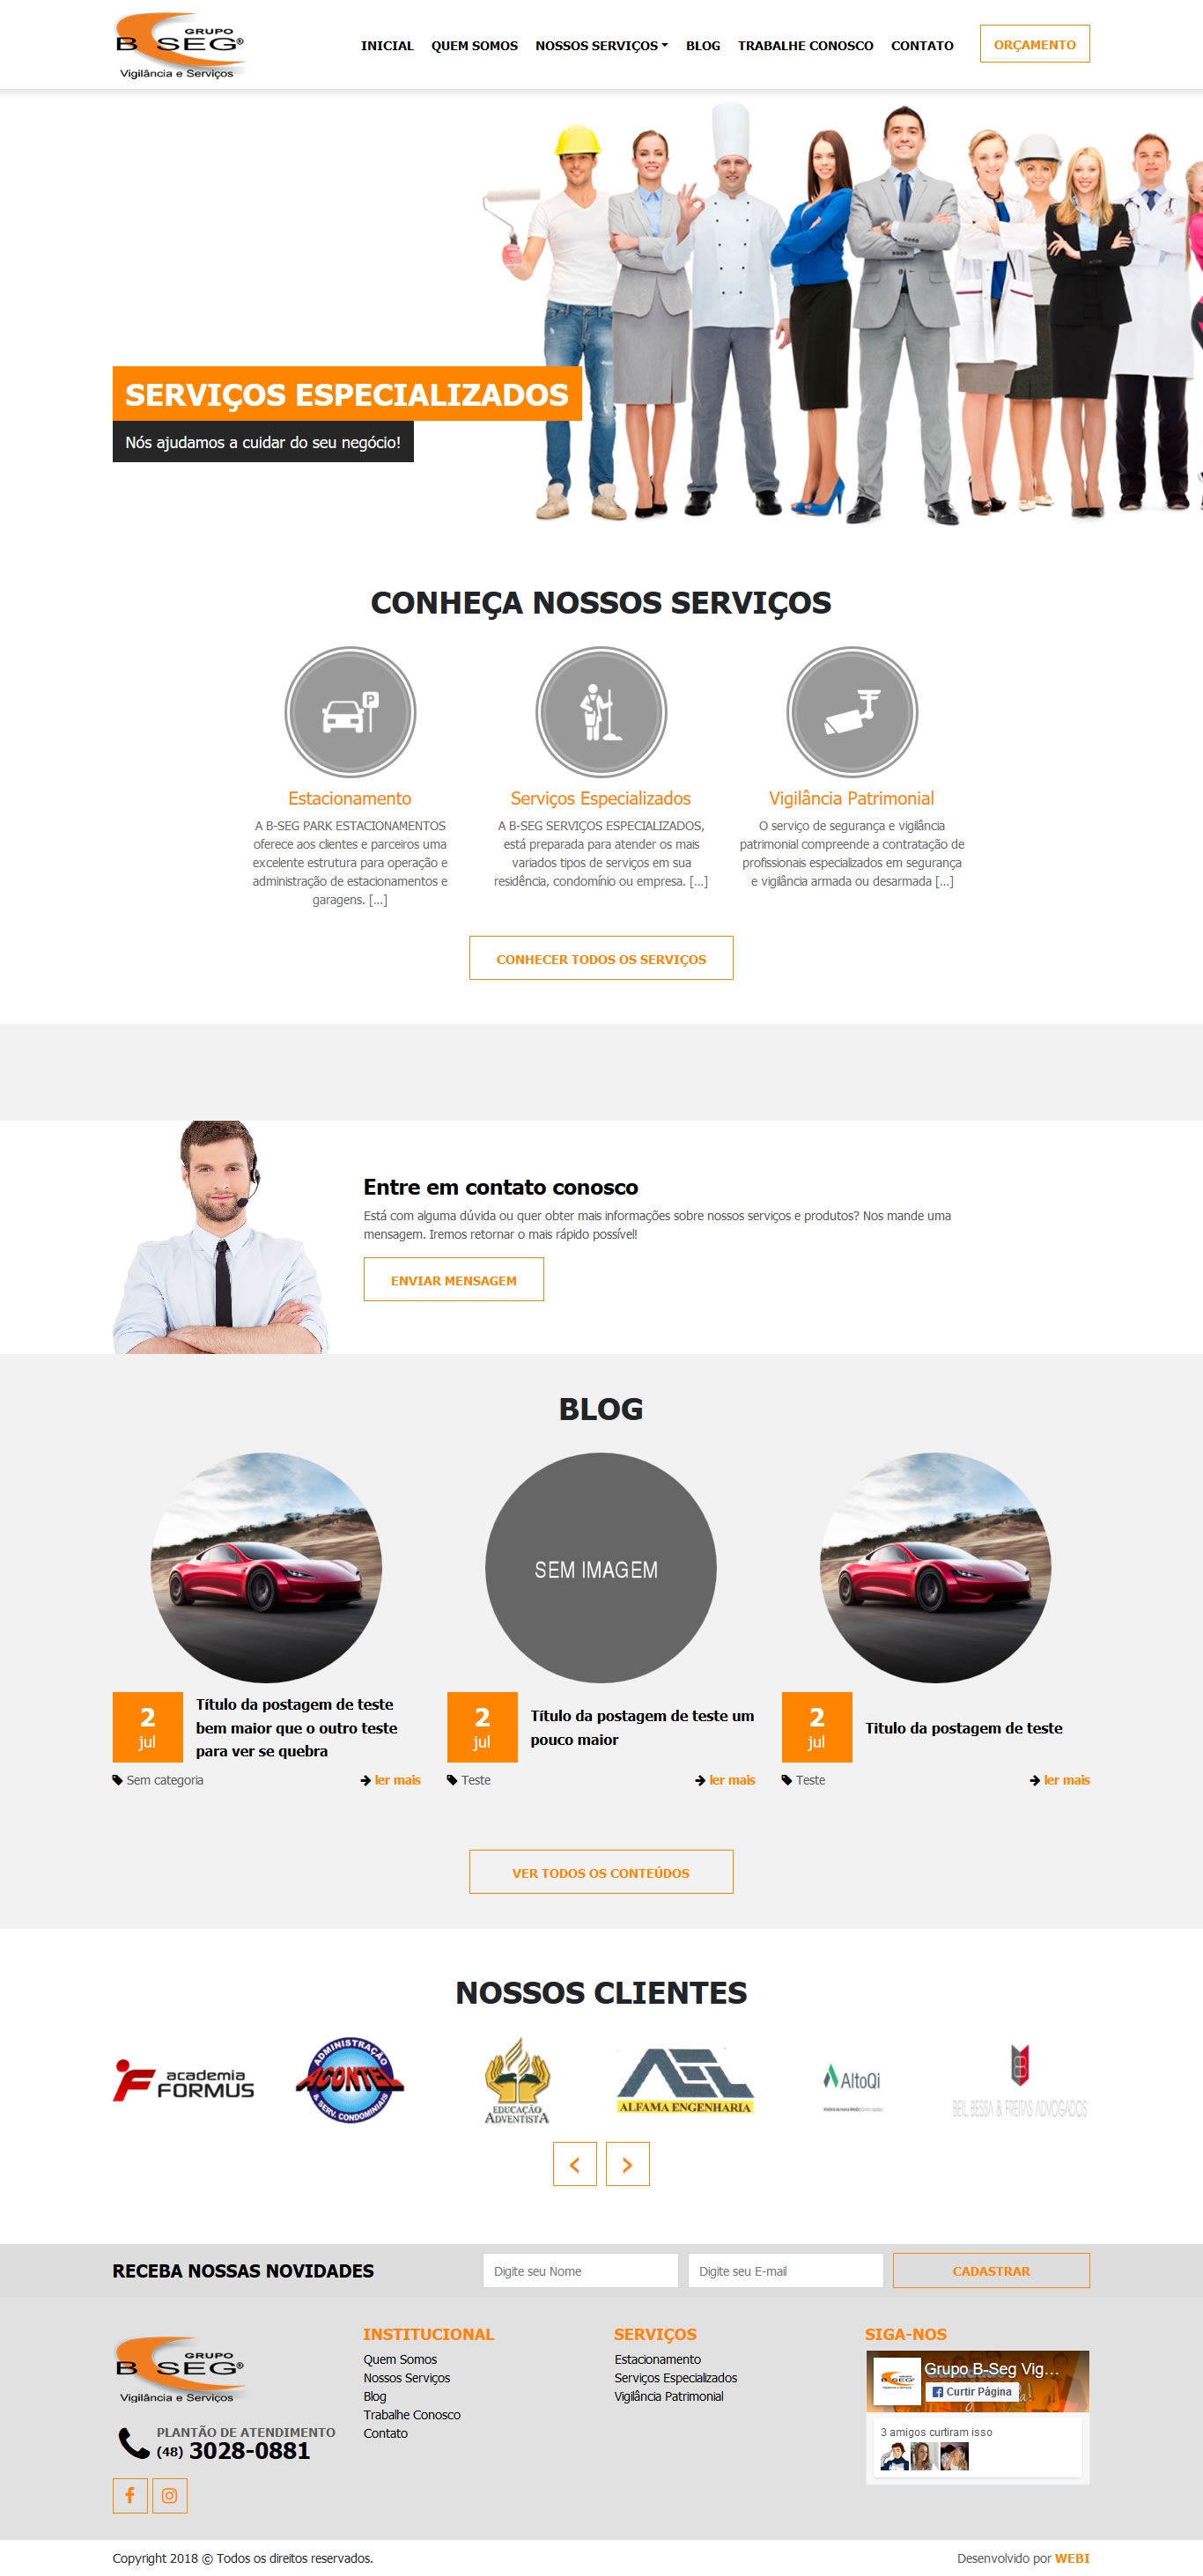 GRUPO
B SEG®
Vigilância e Serviços
INICIAL QUEM SOMOS NOSSOS SERVIÇOS BLOG TRABALHE CONOSCO CONTATO ORÇAMENTO
SERVIÇOS ESPECIALIZADOS
Nós ajudamos a cuidar do seu negócio!
CONHEÇA NOSSOS SERVIÇOS
P
Estacionamento
A B-SEG PARK ESTACIONAMENTOS
oferece aos clientes e parceiros uma
excelente estrutura para operação e
administração de estacionamentos e
garagens. [...]
Serviços Especializados
A B-SEG SERVIÇOS ESPECIALIZADOS,
está preparada para atender os mais
variados tipos de serviços em sua
residência, condomínio ou empresa. [...]
Vigilância Patrimonial
O serviço de segurança e vigilância
patrimonial compreende a contratação de
profissionais especializados em segurança
e vigilância armada ou desarmada [...]
CONHECER TODOS OS SERVIÇOS
Entre em contato conosco
Está com alguma dúvida ou quer obter mais informações sobre nossos serviços e produtos? Nos mande uma
mensagem. Iremos retornar o mais rápido possível!
ENVIAR MENSAGEM
BLOG
2
jul
Título da postagem de teste
bem maior que o outro teste
para ver se quebra
Sem categoria
ler mais
SEM IMAGEM
2
jul
Título da postagem de teste um
pouco maior
Teste
ler mais
2
jul
Titulo da postagem de teste
Teste
ler mais
VER TODOS OS CONTEÚDOS
NOSSOS CLIENTES
academia
FORMUS
ADMINISTRAÇÃO
ACONTEL
& SERV. CONDOMINIAIS
EDUCAÇÃO
ADVENTISTA
AEL
ALFAMA ENGENHARIA
AltoQi
B
BEIL, BESSA & FREITAS ADVOGADOS
RECEBA NOSSAS NOVIDADES
Digite seu Nome
Digite seu E-mail
CADASTRAR
GRUPO
B SEG®
Vigilância e Serviços
PLANTÃO DE ATENDIMENTO
(48) 3028-0881
INSTITUCIONAL
Quem Somos
Nossos Serviços
Blog
Trabalhe Conosco
Contato
SERVIÇOS
Estacionamento
Serviços Especializados
Vigilância Patrimonial
SIGA-NOS
Grupo B-Seg Vig...
Curtir Página
3 amigos curtiram isso
Copyright 2018 © Todos os direitos reservados.
Desenvolvido por WEBI